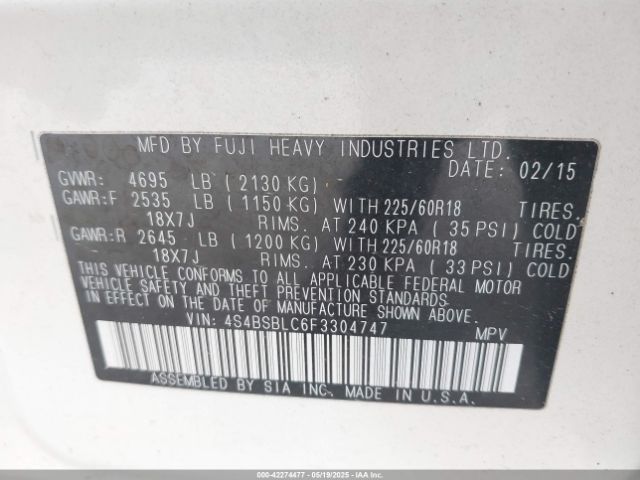 MFD BY FUJI HEAVY INDUSTRIES LTD.
DATE: 02/15
GVWR: 4695 LB (2130 KG)
GAWR:F 2535 LB (1150 KG) WITH 225/60R18 TIRES.
18X7J RIMS. AT 240 KPA (35 PSI) COLD
GAWR:R 2645 LB (1200 KG) WITH 225/60R18 TIRES.
18X7J RIMS. AT 230 KPA (33 PSI) COLD
THIS VEHICLE CONFORMS TO ALL APPLICABLE FEDERAL MOTOR
VEHICLE SAFETY AND THEFT PREVENTION STANDARDS
IN EFFECT ON THE DATE OF MANUFACTURE SHOWN ABOVE.
VIN: 4S4BSBLC6F3304747 MPV
ASSEMBLED BY SIA INC. MADE IN U.S.A.
000-42274477 - 05/19/2025 - IAAI.COM